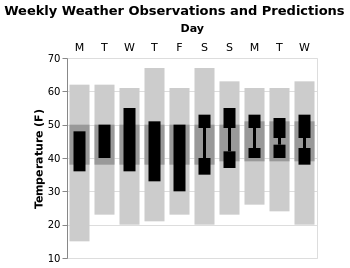 Weekly Weather Observations and Predictions
Day
M T W T F S S M T W
Temperature (F)
70
60
50
40
30
20
10